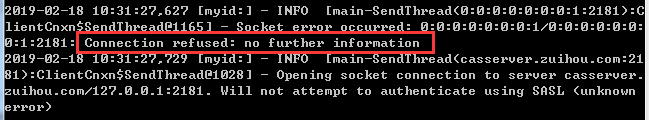 2019-02-18 10:31:27,627 [myid:] - INFO  [main-SendThread(0:0:0:0:0:0:0:1:2181):C
lientCnxn$SendThread@1165] - Socket error occurred: 0:0:0:0:0:0:0:1/0:0:0:0:0:0:
0:1:2181: Connection refused: no further information
2019-02-18 10:31:27,729 [myid:] - INFO  [main-SendThread(casserver.zuihou.com:21
81):ClientCnxn$SendThread@1028] - Opening socket connection to server casserver.
zuihou.com/127.0.0.1:2181. Will not attempt to authenticate using SASL (unknown
error)